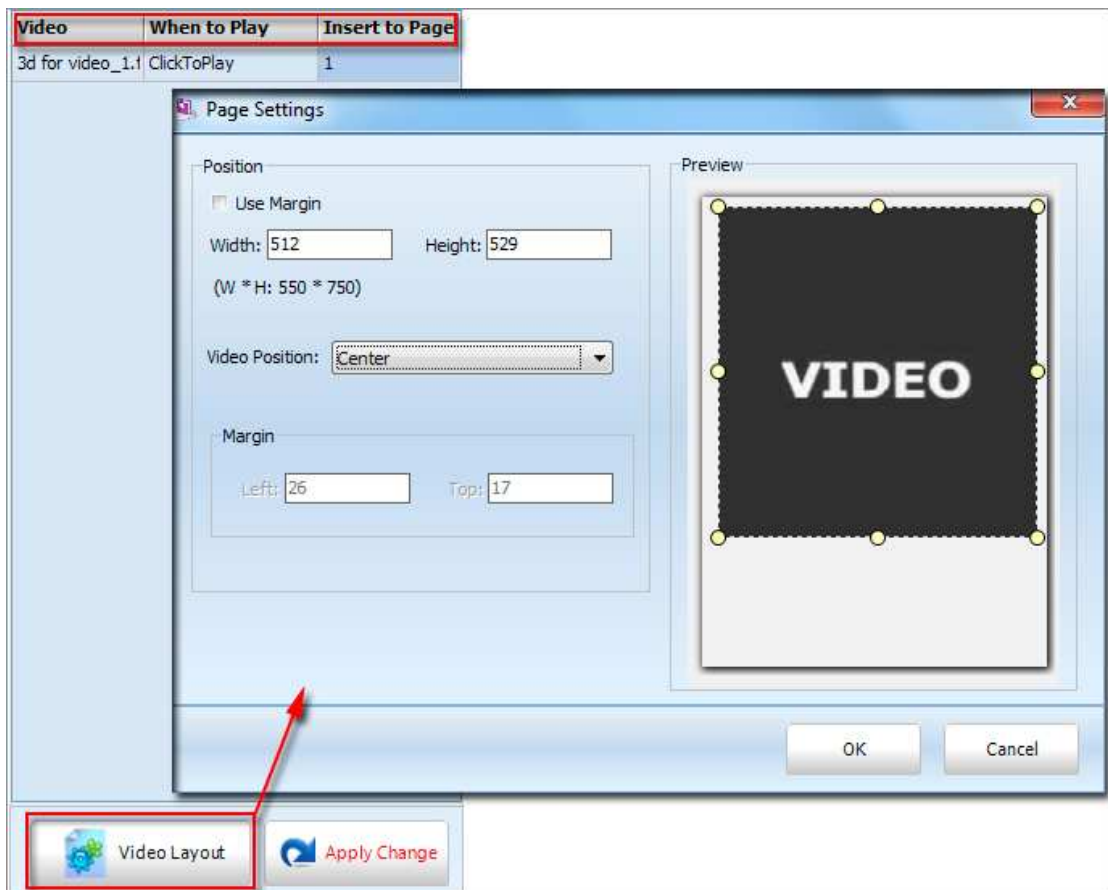 Video When to Play Insert to Page
3d for video_1.f ClickToPlay 1
Page Settings
Position
Use Margin
Width: 512 Height: 529
(W * H: 550 * 750)
Video Position: Center
Margin
Left: 26 Top: 17
Preview
VIDEO
OK Cancel
Video Layout Apply Change